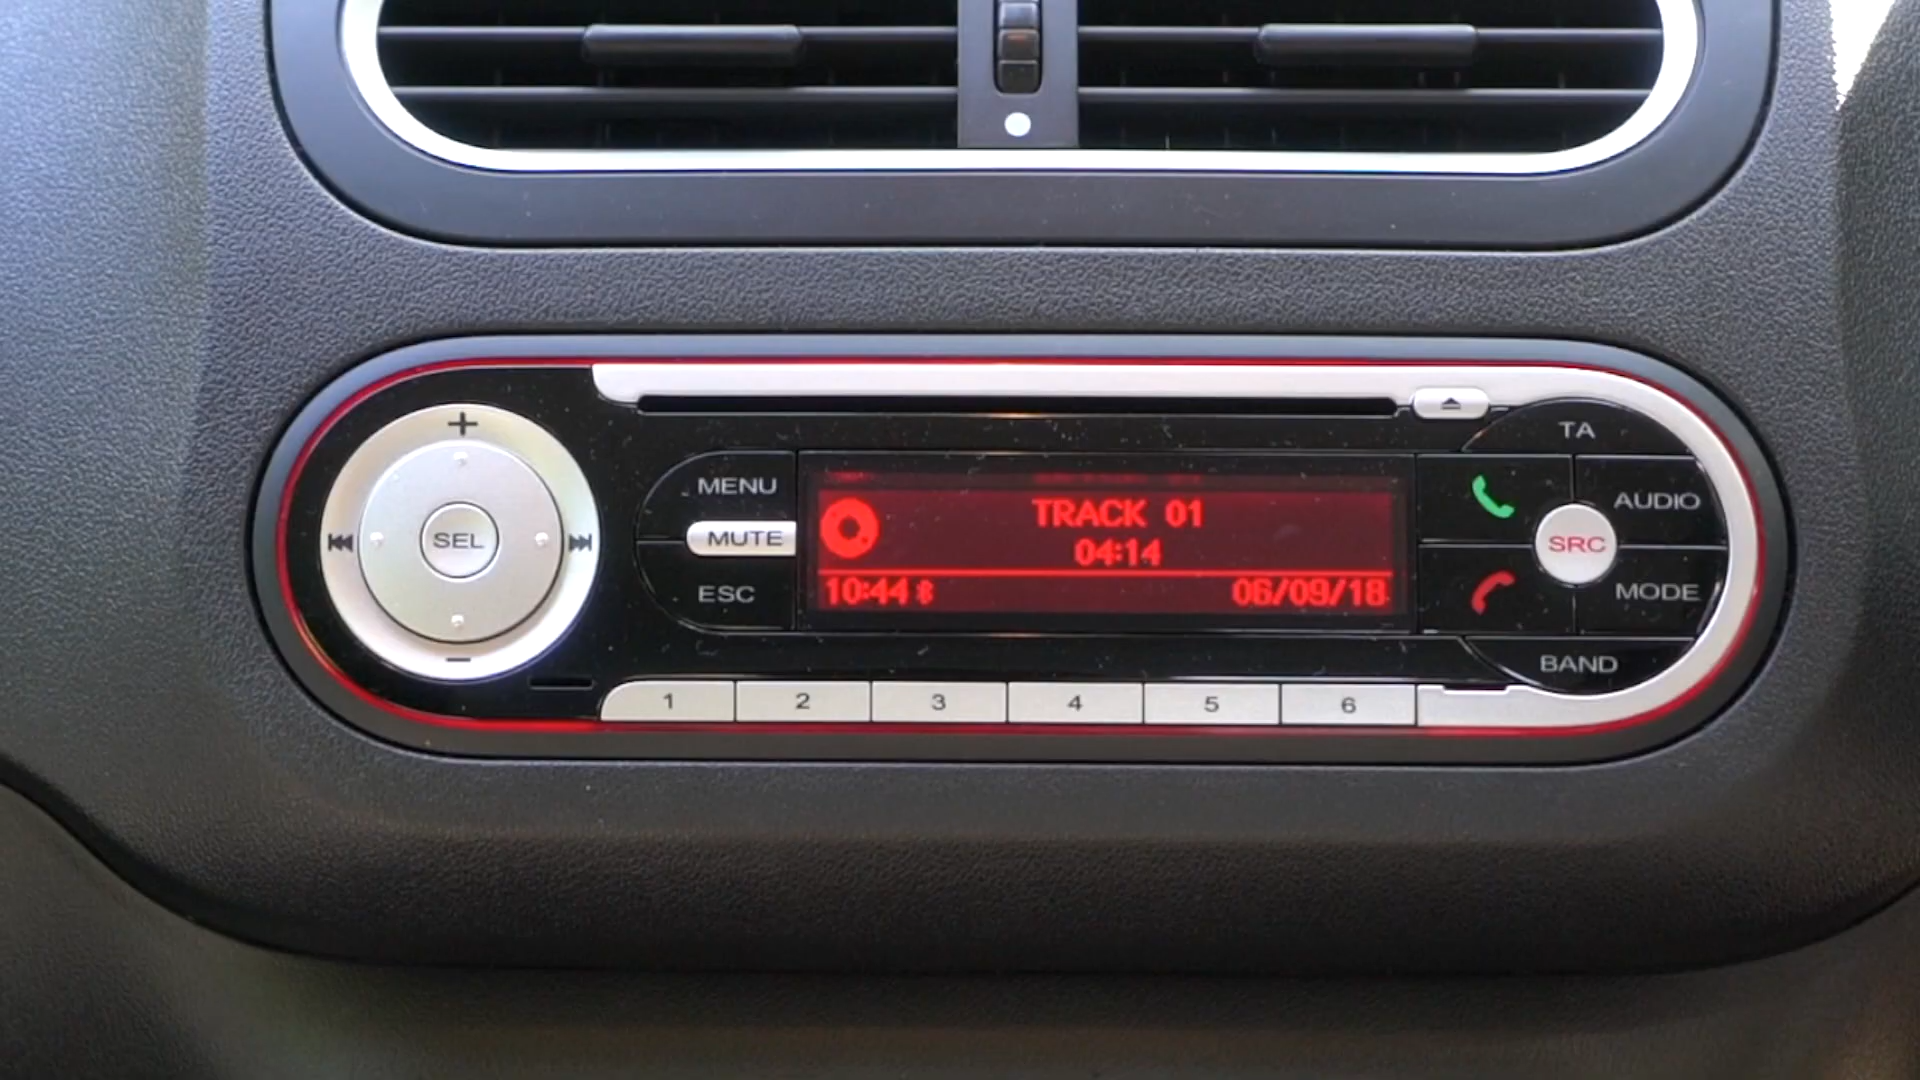 TA
MENU
AUDIO
TRACK 01
MUTE
SEL
SRC
04:14
10:44
06/09/18
ESC
MODE
BAND
1 2 3 4 5 6